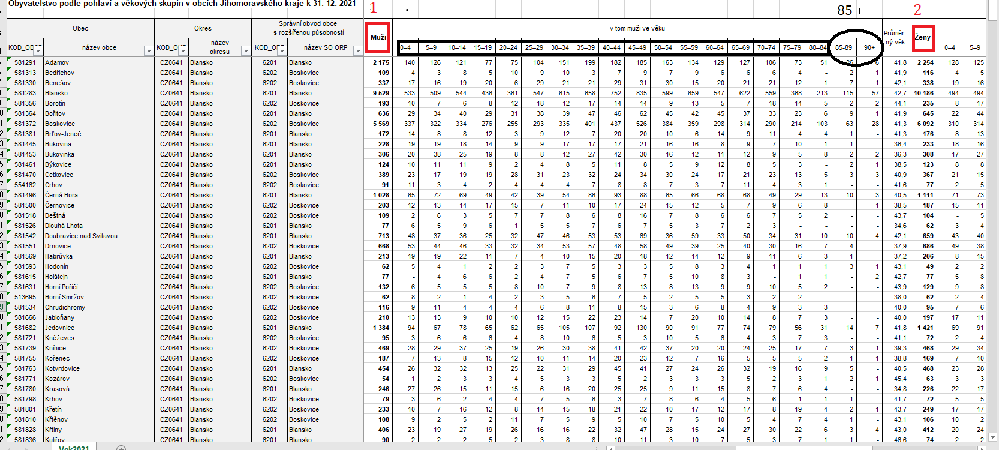 Obyvatelstvo podle pohlaví a věkových skupin v obcích Jihomoravského kraje k 31. 12. 2021
1
85 +
2
Obec Okres Správní obvod obce s rozšířenou působností Muži v tom muži ve věku Průměr-ný věk Ženy
název obce název okresu název SO ORP 0–4 5–9 10–14 15–19 20–24 25–29 30–34 35–39 40–44 45–49 50–54 55–59 60–64 65–69 70–74 75–79 80–84 85-89 90+ 0–4 5–9
581291 Adamov CZ0641 Blansko 6201 Blansko 2 175 140 126 121 77 75 104 151 199 182 185 163 134 129 127 106 73 51 26 6 41,8 2 254 128 125
581313 Bedřichov CZ0641 Blansko 6202 Boskovice 109 4 3 8 5 10 9 10 3 7 9 7 9 6 6 6 4 - 2 1 41,9 116 4 5
581330 Benešov CZ0641 Blansko 6202 Boskovice 337 17 16 19 20 6 29 21 21 29 31 30 15 20 21 21 12 1 7 1 42,1 338 19 16
581283 Blansko CZ0641 Blansko 6201 Blansko 9 529 533 509 544 436 361 547 615 658 752 835 599 659 547 622 559 368 213 115 57 42,7 10 186 494 494
581356 Borotín CZ0641 Blansko 6202 Boskovice 193 10 7 6 8 12 18 12 17 14 14 9 13 5 7 18 14 5 2 2 44,1 235 8 17
581364 Bořitov CZ0641 Blansko 6201 Blansko 636 29 34 40 29 31 38 39 47 46 62 45 42 45 37 33 23 6 9 1 41,9 645 22 44
581372 Boskovice CZ0641 Blansko 6202 Boskovice 5 569 337 322 334 276 255 293 335 401 437 526 384 359 298 314 290 214 103 63 28 41,3 6 092 310 314
581381 Brťov-Jeneč CZ0641 Blansko 6201 Blansko 172 14 8 8 12 3 9 12 7 20 20 10 6 14 9 11 4 4 1 - 41,3 176 8 13
581445 Bukovina CZ0641 Blansko 6201 Blansko 228 19 19 18 14 9 9 17 17 17 21 16 16 8 9 7 10 1 1 - 36,4 233 18 16
581453 Bukovinka CZ0641 Blansko 6201 Blansko 306 20 38 25 19 8 8 12 27 42 30 16 12 11 12 9 5 8 2 2 36,3 308 17 27
581461 Býkovice CZ0641 Blansko 6201 Blansko 124 10 11 11 9 2 4 8 5 11 8 5 9 12 8 5 3 - 2 1 38,5 123 8 8
581470 Cetkovice CZ0641 Blansko 6202 Boskovice 389 23 17 19 19 28 31 23 32 24 34 30 24 17 21 23 13 5 3 3 40,9 367 21 15
554162 Crhov CZ0641 Blansko 6202 Boskovice 91 11 3 4 2 4 4 4 7 8 8 7 3 7 11 4 3 1 - - 41,6 77 2 5
581496 Černá Hora CZ0641 Blansko 6201 Blansko 1 028 65 72 69 49 42 39 54 86 93 88 65 66 68 68 49 29 13 10 3 40,5 1 111 71 73
581500 Černovice CZ0641 Blansko 6202 Boskovice 203 12 13 14 17 15 7 11 10 17 24 15 12 5 7 9 6 8 - 1 38,5 187 15 11
581518 Deštná CZ0641 Blansko 6202 Boskovice 109 2 6 3 5 7 7 8 6 8 16 7 8 6 6 7 5 2 - - 43,7 104 - 5
581526 Dlouhá Lhota CZ0641 Blansko 6201 Blansko 77 6 5 9 6 1 5 5 7 6 7 5 3 7 2 3 - - - - 34,6 62 3 4
581542 Doubravice nad Svitavou CZ0641 Blansko 6201 Blansko 713 48 37 36 25 32 47 46 53 53 69 36 59 33 50 34 31 10 10 4 42,1 659 43 40
581551 Drnovice CZ0641 Blansko 6202 Boskovice 668 53 44 46 33 32 34 53 57 48 58 49 39 25 40 30 16 7 4 - 37,9 686 49 38
581569 Habrůvka CZ0641 Blansko 6201 Blansko 213 19 19 22 11 7 4 10 15 20 18 12 14 12 9 11 6 3 1 - 37,2 206 8 15
581593 Hodonín CZ0641 Blansko 6202 Boskovice 62 5 4 1 2 2 3 7 5 3 3 5 8 3 4 1 1 1 3 1 43,1 49 2 2
581615 Holštejn CZ0641 Blansko 6201 Blansko 77 - 4 6 6 2 4 7 5 6 7 5 10 8 3 - 1 1 - 2 42,7 77 5 8
581631 Horní Poříčí CZ0641 Blansko 6202 Boskovice 132 6 5 5 5 8 10 7 9 8 13 8 13 9 9 10 5 2 - - 43,9 129 9 8
513695 Horní Smržov CZ0641 Blansko 6202 Boskovice 62 8 2 1 4 2 3 5 6 7 5 2 5 5 3 2 2 - - - 38,0 62 2 4
581534 Chrudichromy CZ0641 Blansko 6202 Boskovice 116 9 11 4 4 4 6 8 11 8 15 3 6 8 4 9 3 3 - - 40,0 95 7 6
581666 Jabloňany CZ0641 Blansko 6202 Boskovice 210 13 13 9 10 10 12 15 22 23 14 7 20 10 14 8 7 3 - - 40,0 197 17 11
581682 Jedovnice CZ0641 Blansko 6201 Blansko 1 384 94 67 78 65 62 65 105 107 92 130 90 91 77 74 79 56 31 14 7 41,8 1 421 69 91
581721 Kněževes CZ0641 Blansko 6202 Boskovice 95 3 6 6 6 4 8 10 6 5 3 10 5 6 4 3 7 3 - - 41,1 72 2 4
581739 Knínice CZ0641 Blansko 6202 Boskovice 469 28 29 37 25 19 26 30 38 41 42 37 20 20 24 25 17 7 3 1 39,3 468 29 34
581755 Kořenec CZ0641 Blansko 6202 Boskovice 187 7 13 8 15 12 10 11 14 20 23 12 7 16 5 5 5 2 1 1 38,8 169 7 10
581763 Kotvrdovice CZ0641 Blansko 6201 Blansko 454 26 32 32 13 25 22 31 29 45 41 27 24 26 32 19 16 9 5 - 40,5 468 23 28
581771 Kozárov CZ0641 Blansko 6202 Boskovice 54 1 2 3 3 4 5 3 3 5 2 3 3 3 5 2 3 1 2 1 45,4 63 3 3
581780 Krasová CZ0641 Blansko 6201 Blansko 246 27 26 15 11 15 6 16 20 25 25 9 11 15 8 7 6 4 - - 34,8 226 22 17
581798 Krhov CZ0641 Blansko 6202 Boskovice 79 3 6 2 4 4 7 5 6 3 7 8 6 4 5 6 1 1 1 - 41,7 72 5 5
581801 Křetín CZ0641 Blansko 6202 Boskovice 233 10 7 16 12 8 14 15 18 21 22 10 17 12 17 8 19 4 2 1 43,7 249 17 17
581810 Křtěnov CZ0641 Blansko 6202 Boskovice 108 9 2 5 2 11 7 5 9 5 10 7 5 10 5 4 7 4 1 - 43,1 106 10 2
581828 Křtiny CZ0641 Blansko 6201 Blansko 406 23 19 27 19 26 16 16 22 32 47 28 15 24 27 30 22 6 3 4 43,0 412 20 24
581836 Kulířov CZ0641 Blansko 6201 Blansko 90 2 2 2 5 2 3 2 7 11 7 8 6 9 7 8 7 1 1 - 46,6 74 2 2
Vek2021